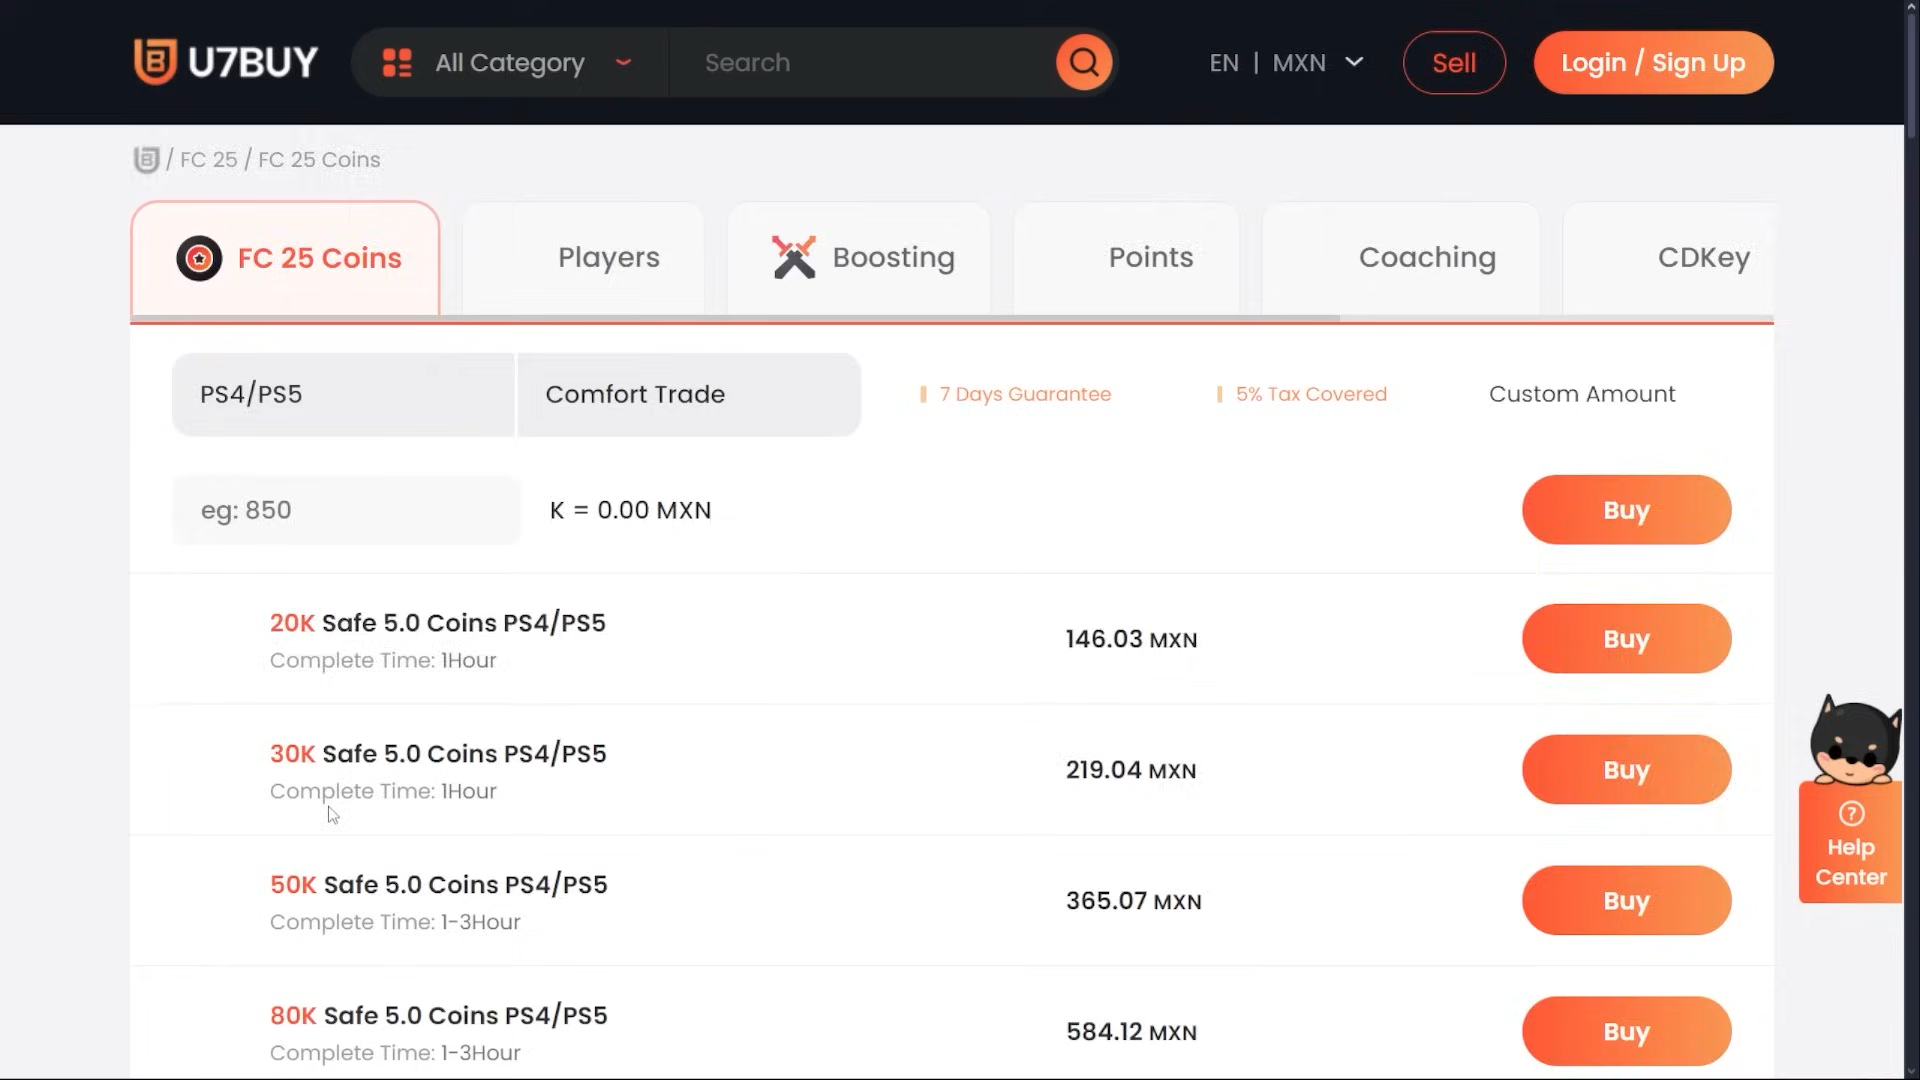 U7BUY
All Category
Search
EN | MXN
Sell
Login / Sign Up
/ FC 25 / FC 25 Coins
FC 25 Coins
Players
Boosting
Points
Coaching
CDKey
PS4/PS5
Comfort Trade
7 Days Guarantee
5% Tax Covered
Custom Amount
eg: 850
K = 0.00 MXN
Buy
20K Safe 5.0 Coins PS4/PS5
Complete Time: 1Hour
146.03 MXN
Buy
30K Safe 5.0 Coins PS4/PS5
Complete Time: 1Hour
219.04 MXN
Buy
50K Safe 5.0 Coins PS4/PS5
Complete Time: 1-3Hour
365.07 MXN
Buy
80K Safe 5.0 Coins PS4/PS5
Complete Time: 1-3Hour
584.12 MXN
Buy
?
Help
Center